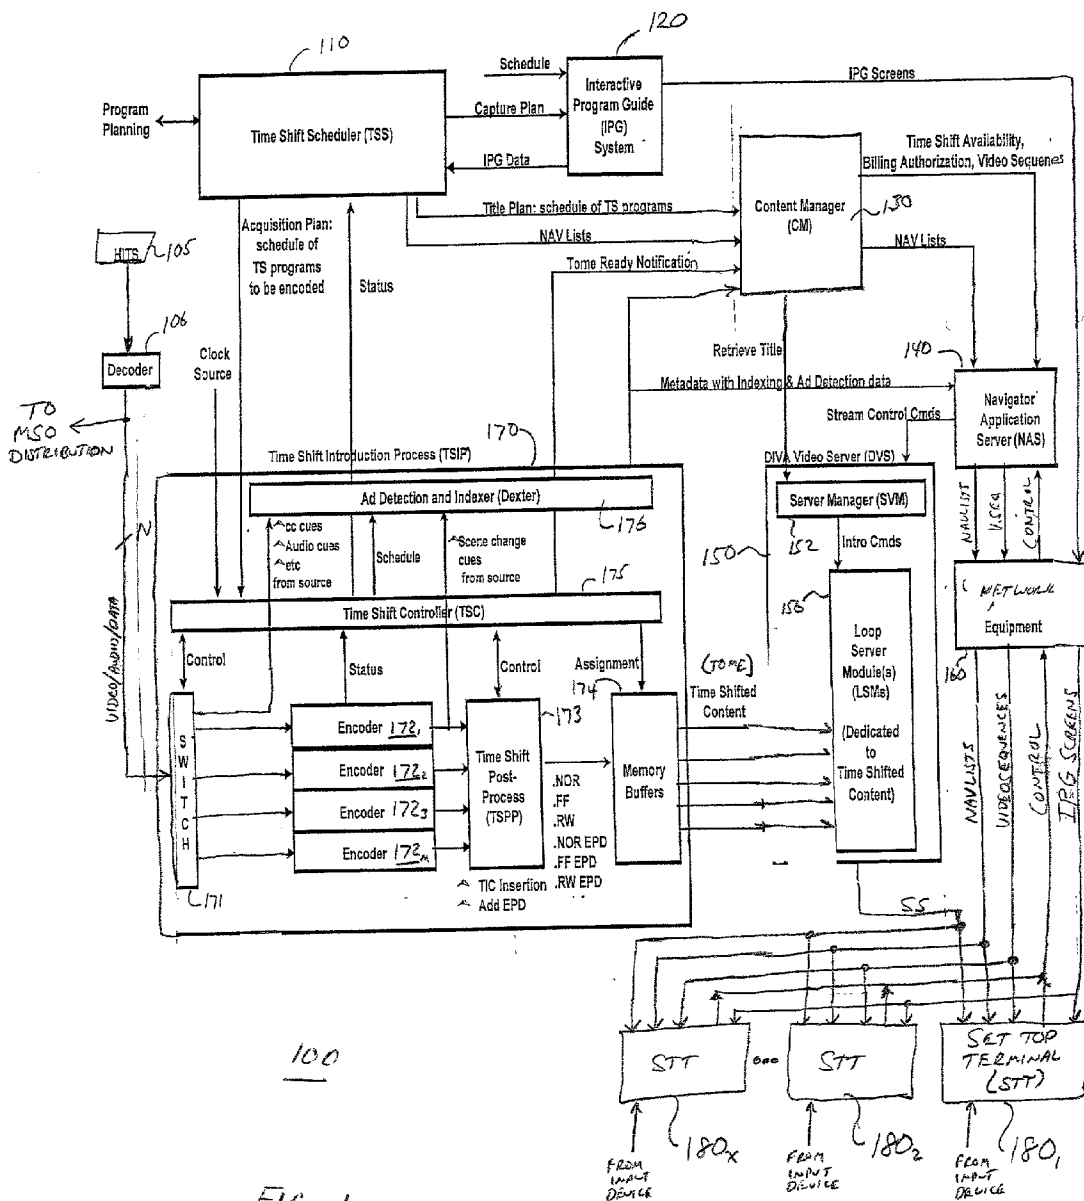 110
120
Schedule
IPG Screens
Program
Planning
Time Shift Scheduler (TSS)
Capture Plan
Interactive
Program Guide
(IPG)
System
IPG Data
Time Shift Availability,
Billing Authorization, Video Sequenes
Title Plan: schedule of TS programs
Content Manager
(CM)
130
Acquisition Plan:
schedule of
TS programs
to be encoded
NAV Lists
NAV Lists
HITS
105
Status
Tome Ready Notification
106
Decoder
Clock
Source
Retrieve Title
140
Metadata with Indexing & Ad Detection data
Navigator
Application
Server (NAS)
TO
MSO
DISTRIBUTION
Stream Control Cmds
170
Time Shift Introduction Process (TSIP)
DIVA Video Server (DVS)
Ad Detection and Indexer (Dexter)
Server Manager (SVM)
176
152
NAVLISTS
V.SEQ
CONTROL
N
^cc cues
^Audio cues
^etc
from source
Schedule
^Scene change
cues
from source
150
Intro Cmds
175
Time Shift Controller (TSC)
153
NETWORK
Equipment
160
VIDEO/AUDIO/DATA
Control
Status
Control
Assignment
174
(TOME)
Time Shifted
Content
Loop
Server
Module(s)
(LSMs)
(Dedicated
to
Time Shifted
Content)
SWITCH
171
Encoder 172₁
Encoder 172₂
Encoder 172₃
Encoder 172ₘ
173
Time Shift
Post-
Process
(TSPP)
.NOR
.FF
.RW
.NOR EPD
.FF EPD
.RW EPD
Memory
Buffers
^ TIC Insertion
^ Add EPD
NAVLISTS
VIDEOSEQUENCES
CONTROL
IPG SCREENS
SS
STT
STT
SET TOP
TERMINAL
(STT)
100
180x
180₂
180₁
FROM
INPUT
DEVICE
FROM
INPUT
DEVICE
FROM
INPUT
DEVICE